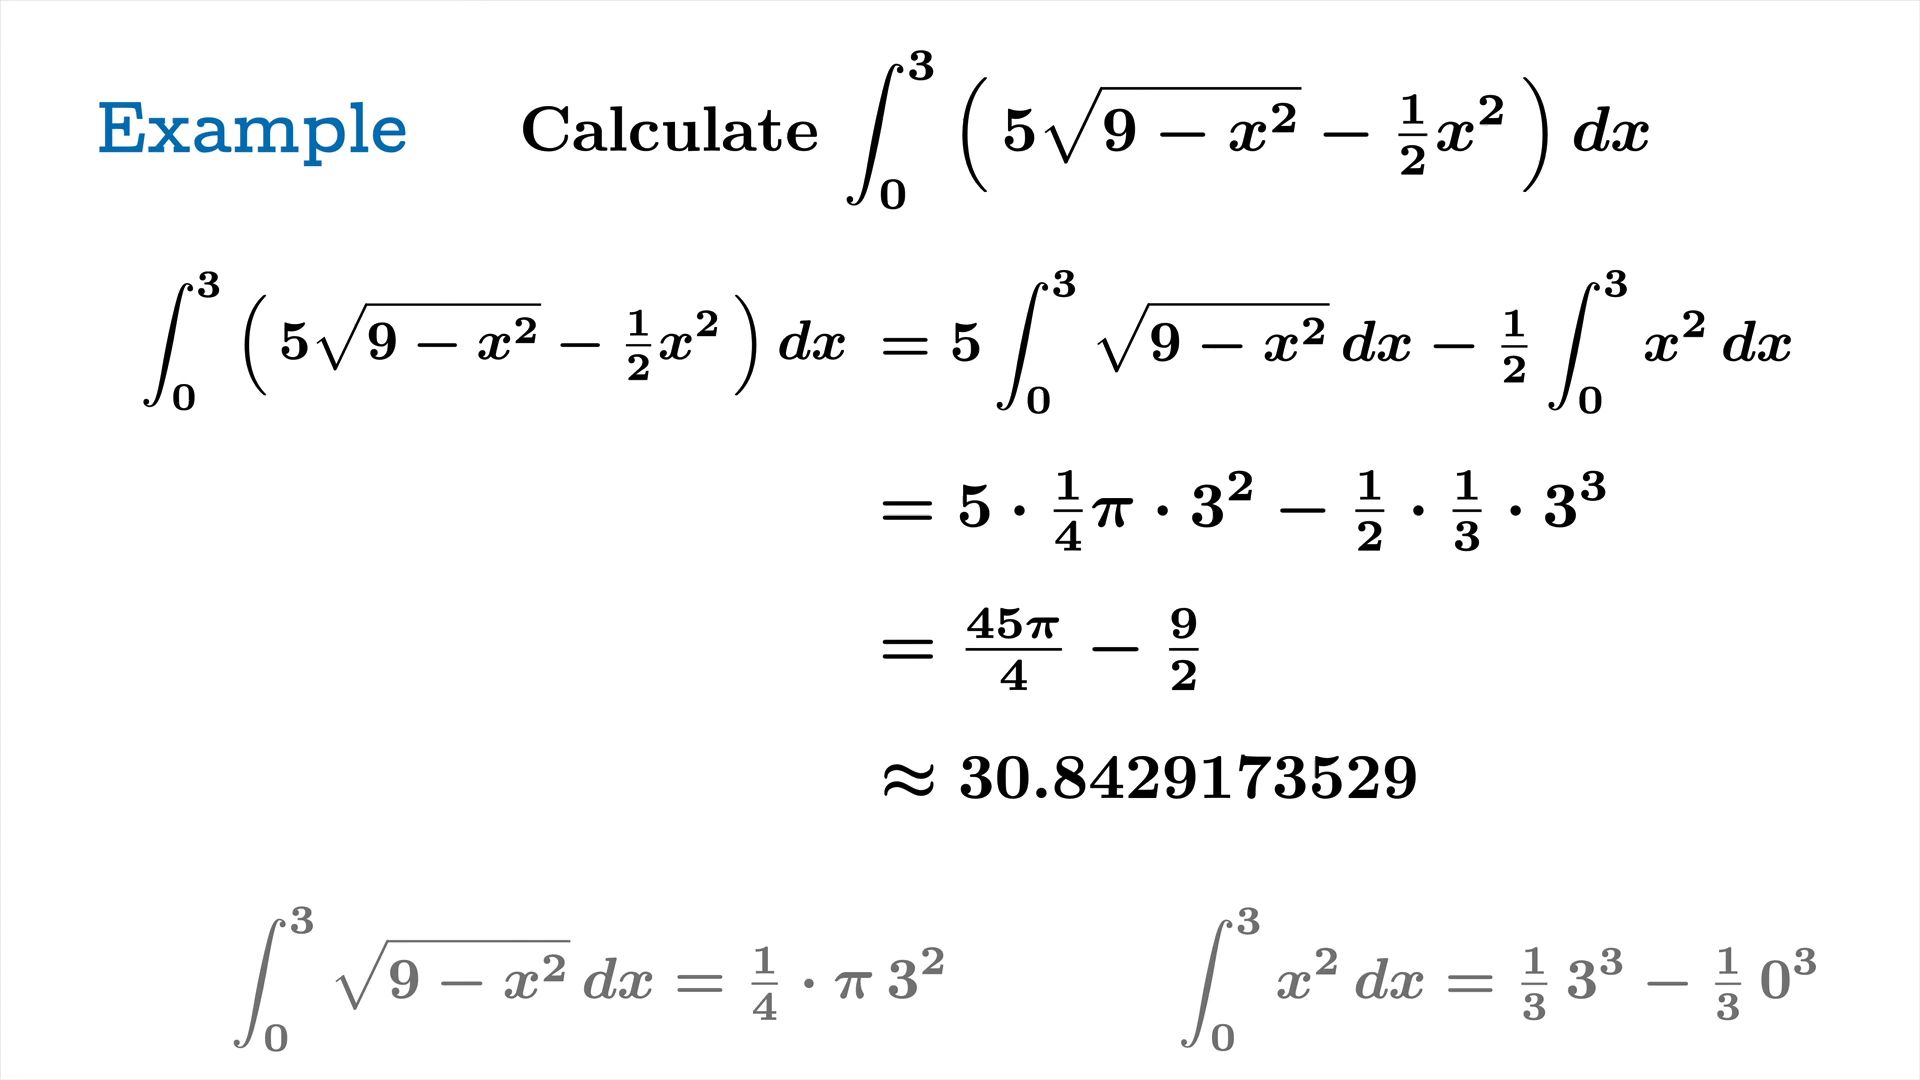 Example Calculate ∫₀³ ( 5√(9 − x²) − ½x² ) dx
∫₀³ ( 5√(9 − x²) − ½x² ) dx = 5 ∫₀³ √(9 − x²) dx − ½ ∫₀³ x² dx
= 5 · ¼π · 3² − ½ · ⅓ · 3³
= 45π/4 − 9/2
≈ 30.8429173529
∫₀³ √(9 − x²) dx = ¼ · π 3² ∫₀³ x² dx = ⅓ 3³ − ⅓ 0³